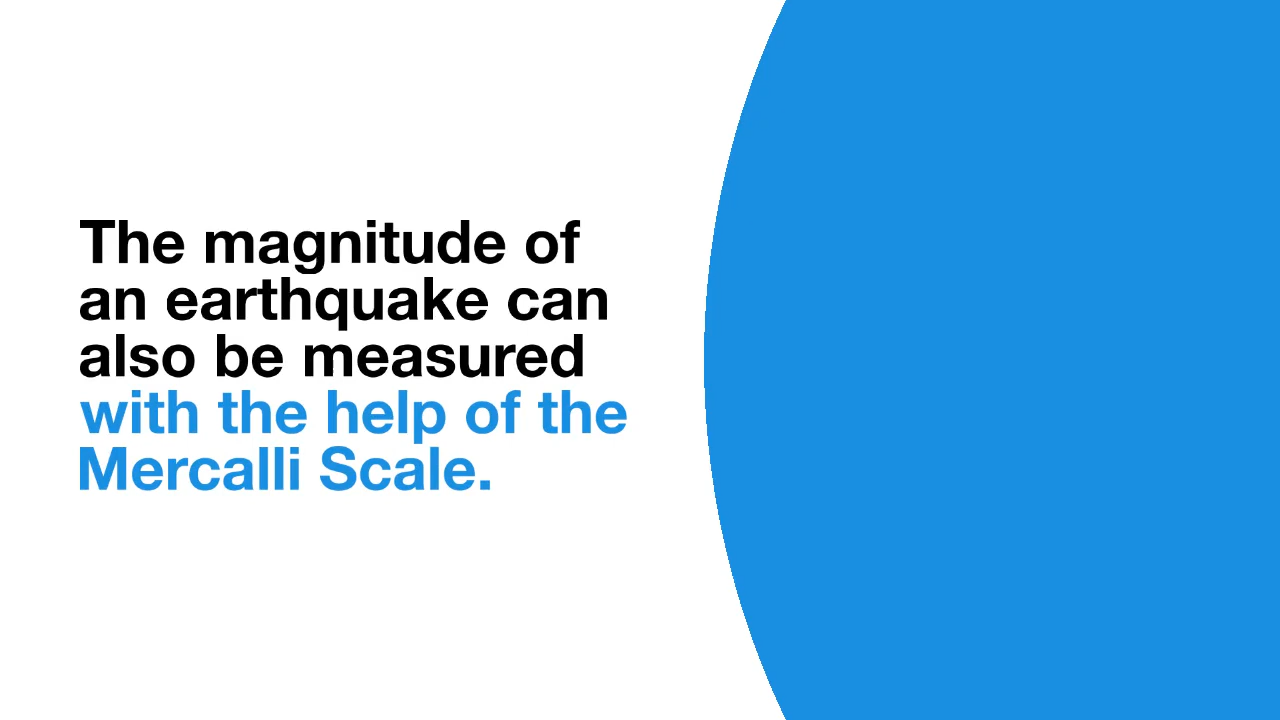 The magnitude of
an earthquake can
also be measured
with the help of the
Mercalli Scale.